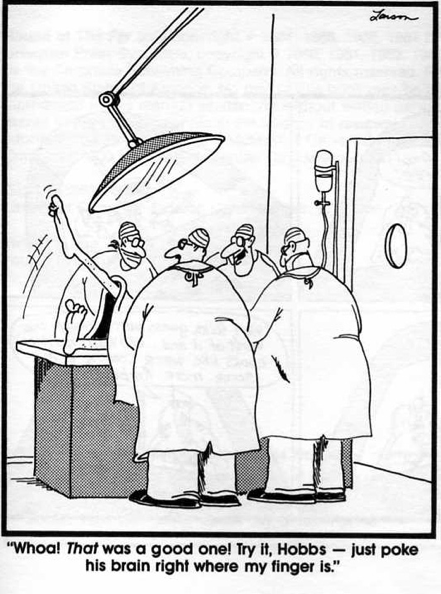 Larson
"Whoa! That was a good one! Try it, Hobbs — just poke
his brain right where my finger is."